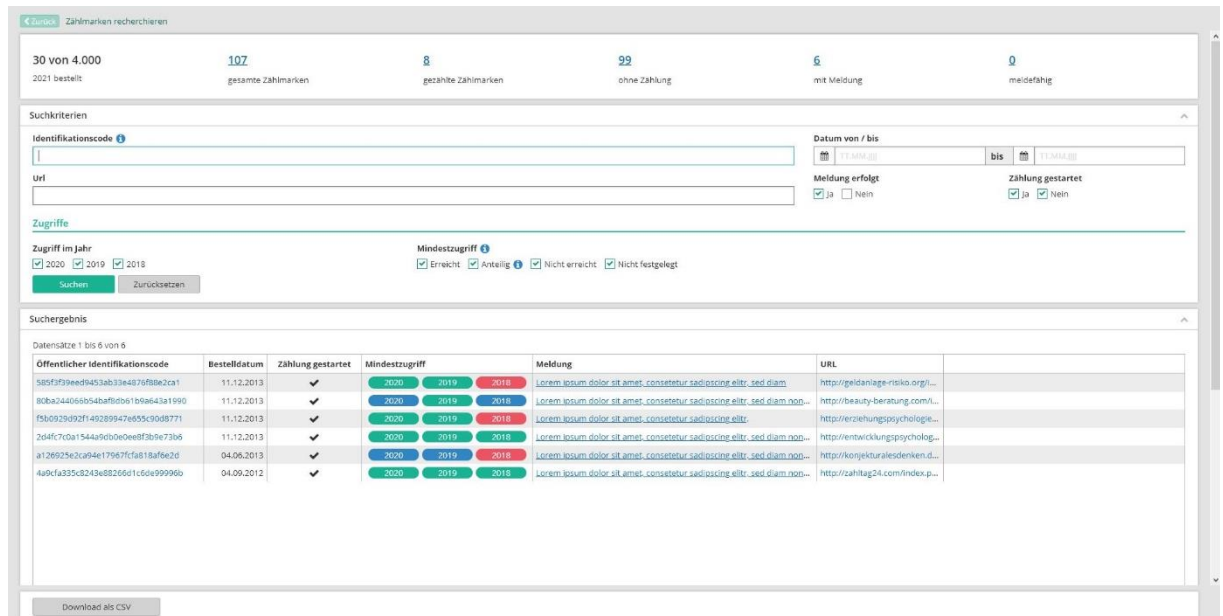 Zurück Zählmarken recherchieren
30 von 4.000 107 8 99 6 0
2021 bestellt gesamte Zählmarken gezählte Zählmarken ohne Zählung mit Meldung meldefähig
Suchkriterien
Identifikationscode Datum von / bis
TT.MM.JJJJ bis TT.MM.JJJJ
Url Meldung erfolgt Zählung gestartet
Ja Nein Ja Nein
Zugriffe
Zugriff im Jahr Mindestzugriff
2020 2019 2018 Erreicht Anteilig Nicht erreicht Nicht festgelegt
Suchen Zurücksetzen
Suchergebnis
Datensätze 1 bis 6 von 6
Öffentlicher Identifikationscode Bestelldatum Zählung gestartet Mindestzugriff Meldung URL
585f3f39eed9453ab33e4876f88e2ca1 11.12.2013 2020 2019 2018 Lorem ipsum dolor sit amet, consetetur sadipscing elitr, sed diam http://geldanlage-risiko.org/i...
80ba244066b54baf8db61b9a643a1990 11.12.2013 2020 2019 2018 Lorem ipsum dolor sit amet, consetetur sadipscing elitr, sed diam non... http://beauty-beratung.com/i...
f5b0929d92f149289947e655c90d8771 11.12.2013 2020 2019 2018 Lorem ipsum dolor sit amet, consetetur sadipscing elitr. http://erziehungspsychologie...
2d4fc7c0a1544a9db0e0ee8f3b9e73b6 11.12.2013 2020 2019 2018 Lorem ipsum dolor sit amet, consetetur sadipscing elitr, sed diam non... http://entwicklungspsycholog...
a126925e2ca94e17967fcfa818af6e2d 04.06.2013 2020 2019 2018 Lorem ipsum dolor sit amet, consetetur sadipscing elitr, sed diam non... http://konjekturalesdenken.d...
4a9cfa335c8243e88266d1c6de99996b 04.09.2012 2020 2019 2018 Lorem ipsum dolor sit amet, consetetur sadipscing elitr, sed diam non... http://zahltag24.com/index.p...
Download als CSV